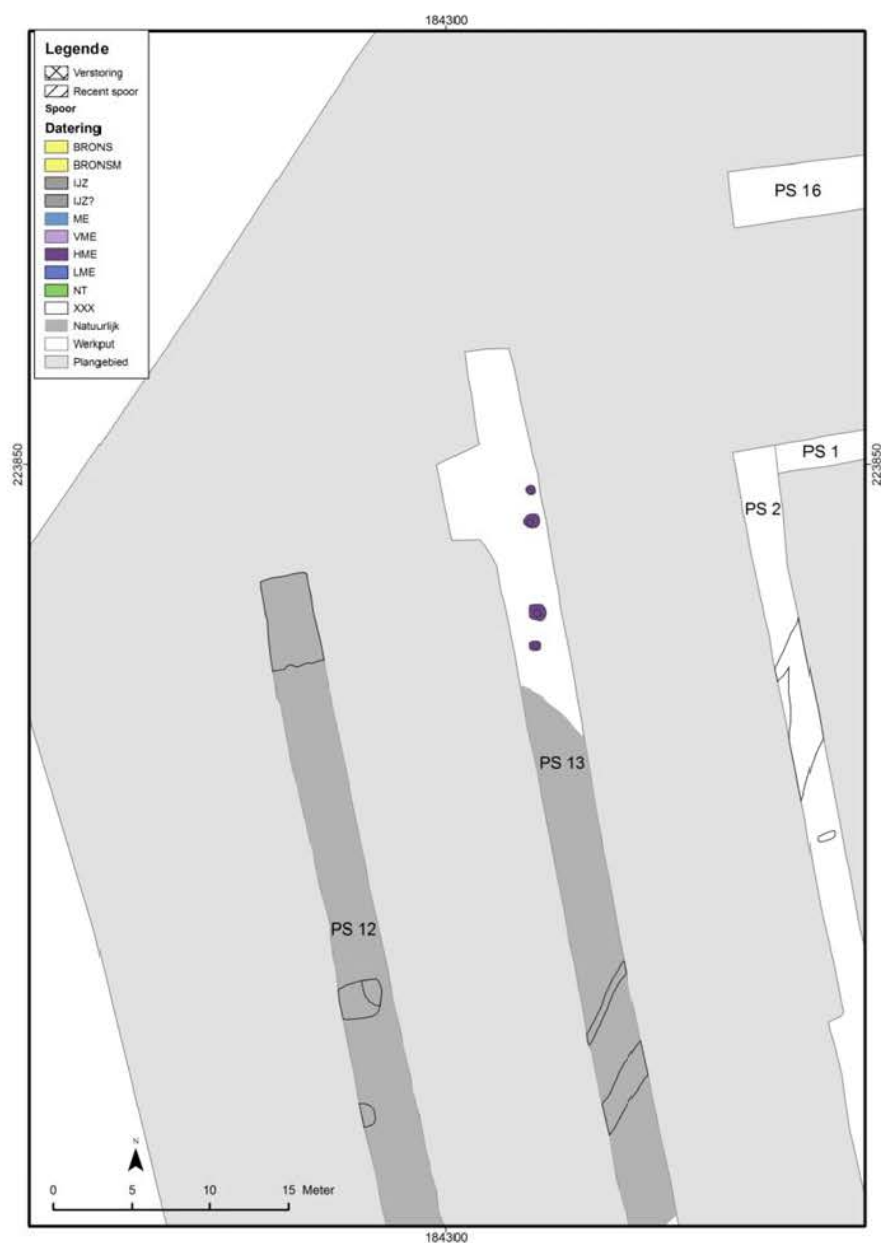 184300
Legende
Verstoring
Recent spoor
Spoor
Datering
BRONS
BRONSM
IJZ
IJZ?
ME
VME
HME
LME
NT
XXX
Natuurlijk
Werkput
Plangebied
PS 16
223850
PS 1
223850
PS 2
PS 13
PS 12
N
0 5 10 15 Meter
184300